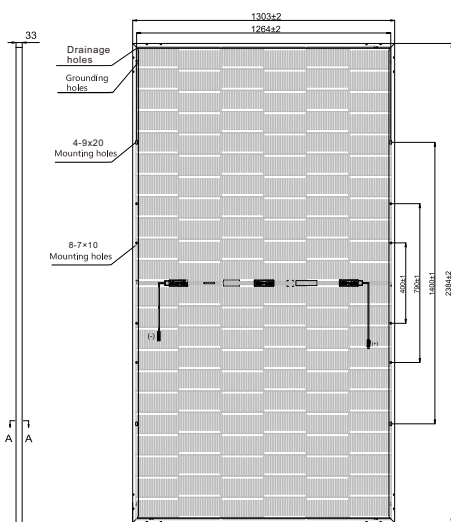 33
1303±2
1264±2
Drainage
holes
Grounding
holes
4-9x20
Mounting holes
8-7×10
Mounting holes
400±1
790±1
1400±1
2384±2
(-)
(+)
A A